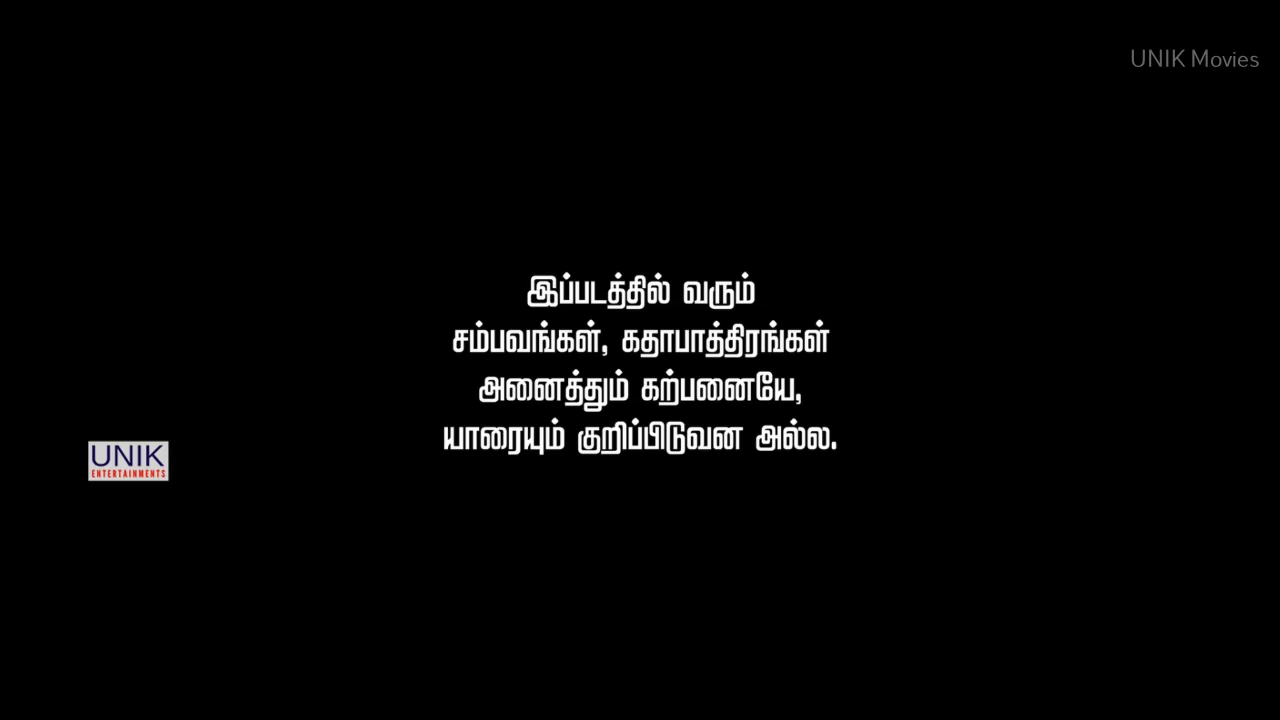 UNIK Movies
இப்படத்தில் வரும்
சம்பவங்கள், கதாபாத்திரங்கள்
அனைத்தும் கற்பனையே,
யாரையும் குறிப்பிடுவன அல்ல.
UNIK
ENTERTAINMENTS